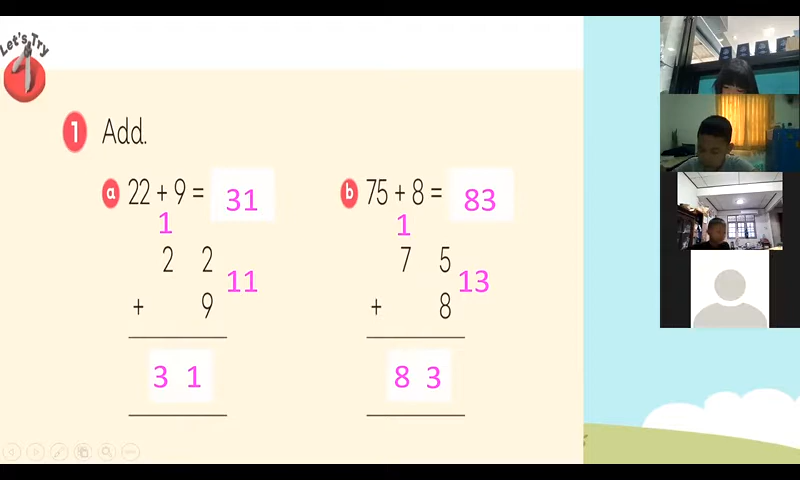 Let's Try
1 Add.
a 22 + 9 = 31
b 75 + 8 = 83
1
2 2
11
+ 9
3 1
1
7 5
13
+ 8
8 3